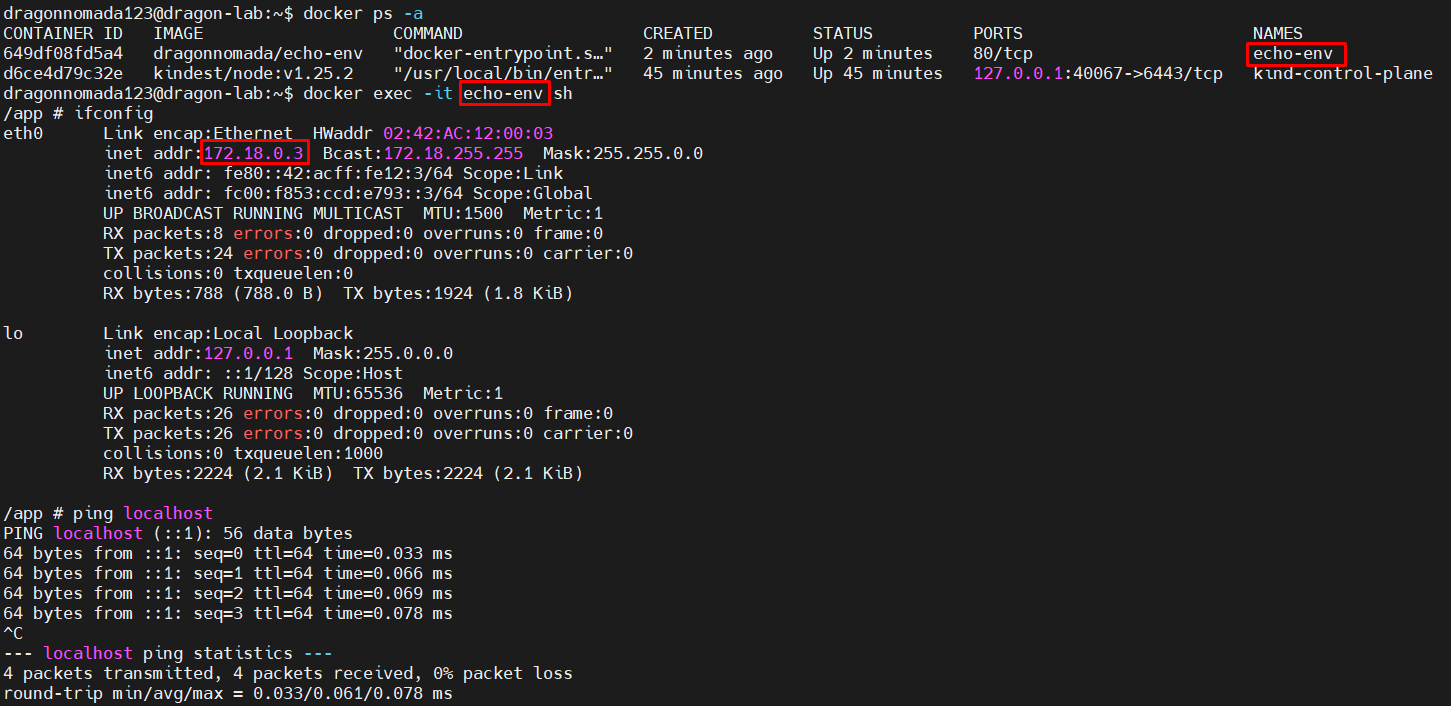 dragonnomada123@dragon-lab:~$ docker ps -a
CONTAINER ID   IMAGE                  COMMAND                  CREATED          STATUS          PORTS                       NAMES
649df08fd5a4   dragonnomada/echo-env   "docker-entrypoint.s…"   2 minutes ago    Up 2 minutes    80/tcp                      echo-env
d6ce4d79c32e   kindest/node:v1.25.2    "/usr/local/bin/entr…"   45 minutes ago   Up 45 minutes   127.0.0.1:40067->6443/tcp   kind-control-plane
dragonnomada123@dragon-lab:~$ docker exec -it echo-env sh
/app # ifconfig
eth0      Link encap:Ethernet  HWaddr 02:42:AC:12:00:03
          inet addr:172.18.0.3  Bcast:172.18.255.255  Mask:255.255.0.0
          inet6 addr: fe80::42:acff:fe12:3/64 Scope:Link
          inet6 addr: fc00:f853:ccd:e793::3/64 Scope:Global
          UP BROADCAST RUNNING MULTICAST  MTU:1500  Metric:1
          RX packets:8 errors:0 dropped:0 overruns:0 frame:0
          TX packets:24 errors:0 dropped:0 overruns:0 carrier:0
          collisions:0 txqueuelen:0
          RX bytes:788 (788.0 B)  TX bytes:1924 (1.8 KiB)
lo        Link encap:Local Loopback
          inet addr:127.0.0.1  Mask:255.0.0.0
          inet6 addr: ::1/128 Scope:Host
          UP LOOPBACK RUNNING  MTU:65536  Metric:1
          RX packets:26 errors:0 dropped:0 overruns:0 frame:0
          TX packets:26 errors:0 dropped:0 overruns:0 carrier:0
          collisions:0 txqueuelen:1000
          RX bytes:2224 (2.1 KiB)  TX bytes:2224 (2.1 KiB)
/app # ping localhost
PING localhost (::1): 56 data bytes
64 bytes from ::1: seq=0 ttl=64 time=0.033 ms
64 bytes from ::1: seq=1 ttl=64 time=0.066 ms
64 bytes from ::1: seq=2 ttl=64 time=0.069 ms
64 bytes from ::1: seq=3 ttl=64 time=0.078 ms
^C
--- localhost ping statistics ---
4 packets transmitted, 4 packets received, 0% packet loss
round-trip min/avg/max = 0.033/0.061/0.078 ms